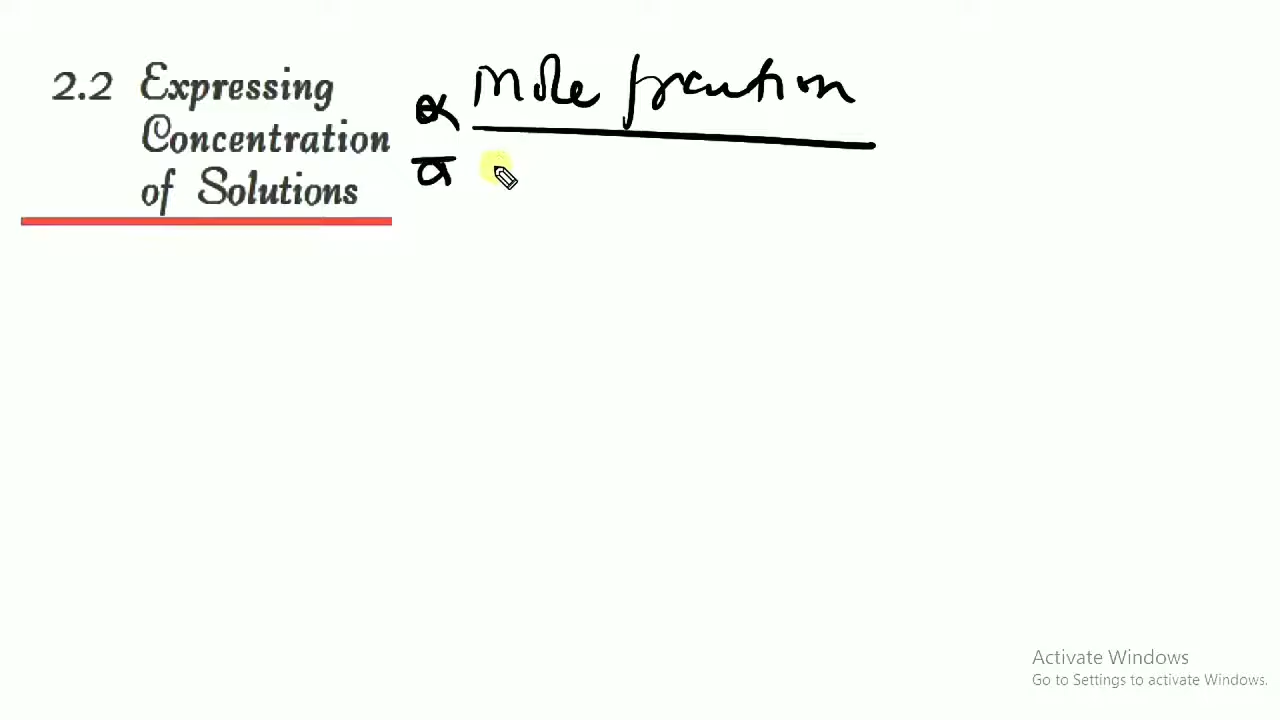 2.2 Expressing
Concentration
of Solutions
Mole fraction
Activate Windows
Go to Settings to activate Windows.